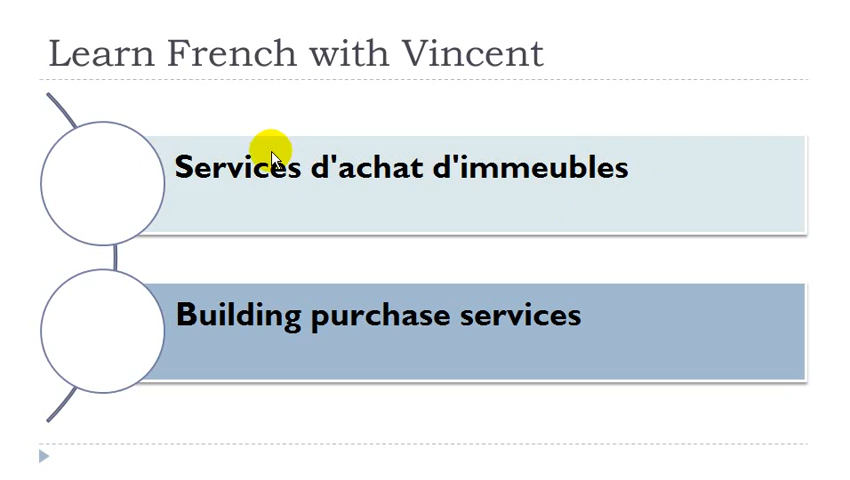 Learn French with Vincent
Services d'achat d'immeubles
Building purchase services